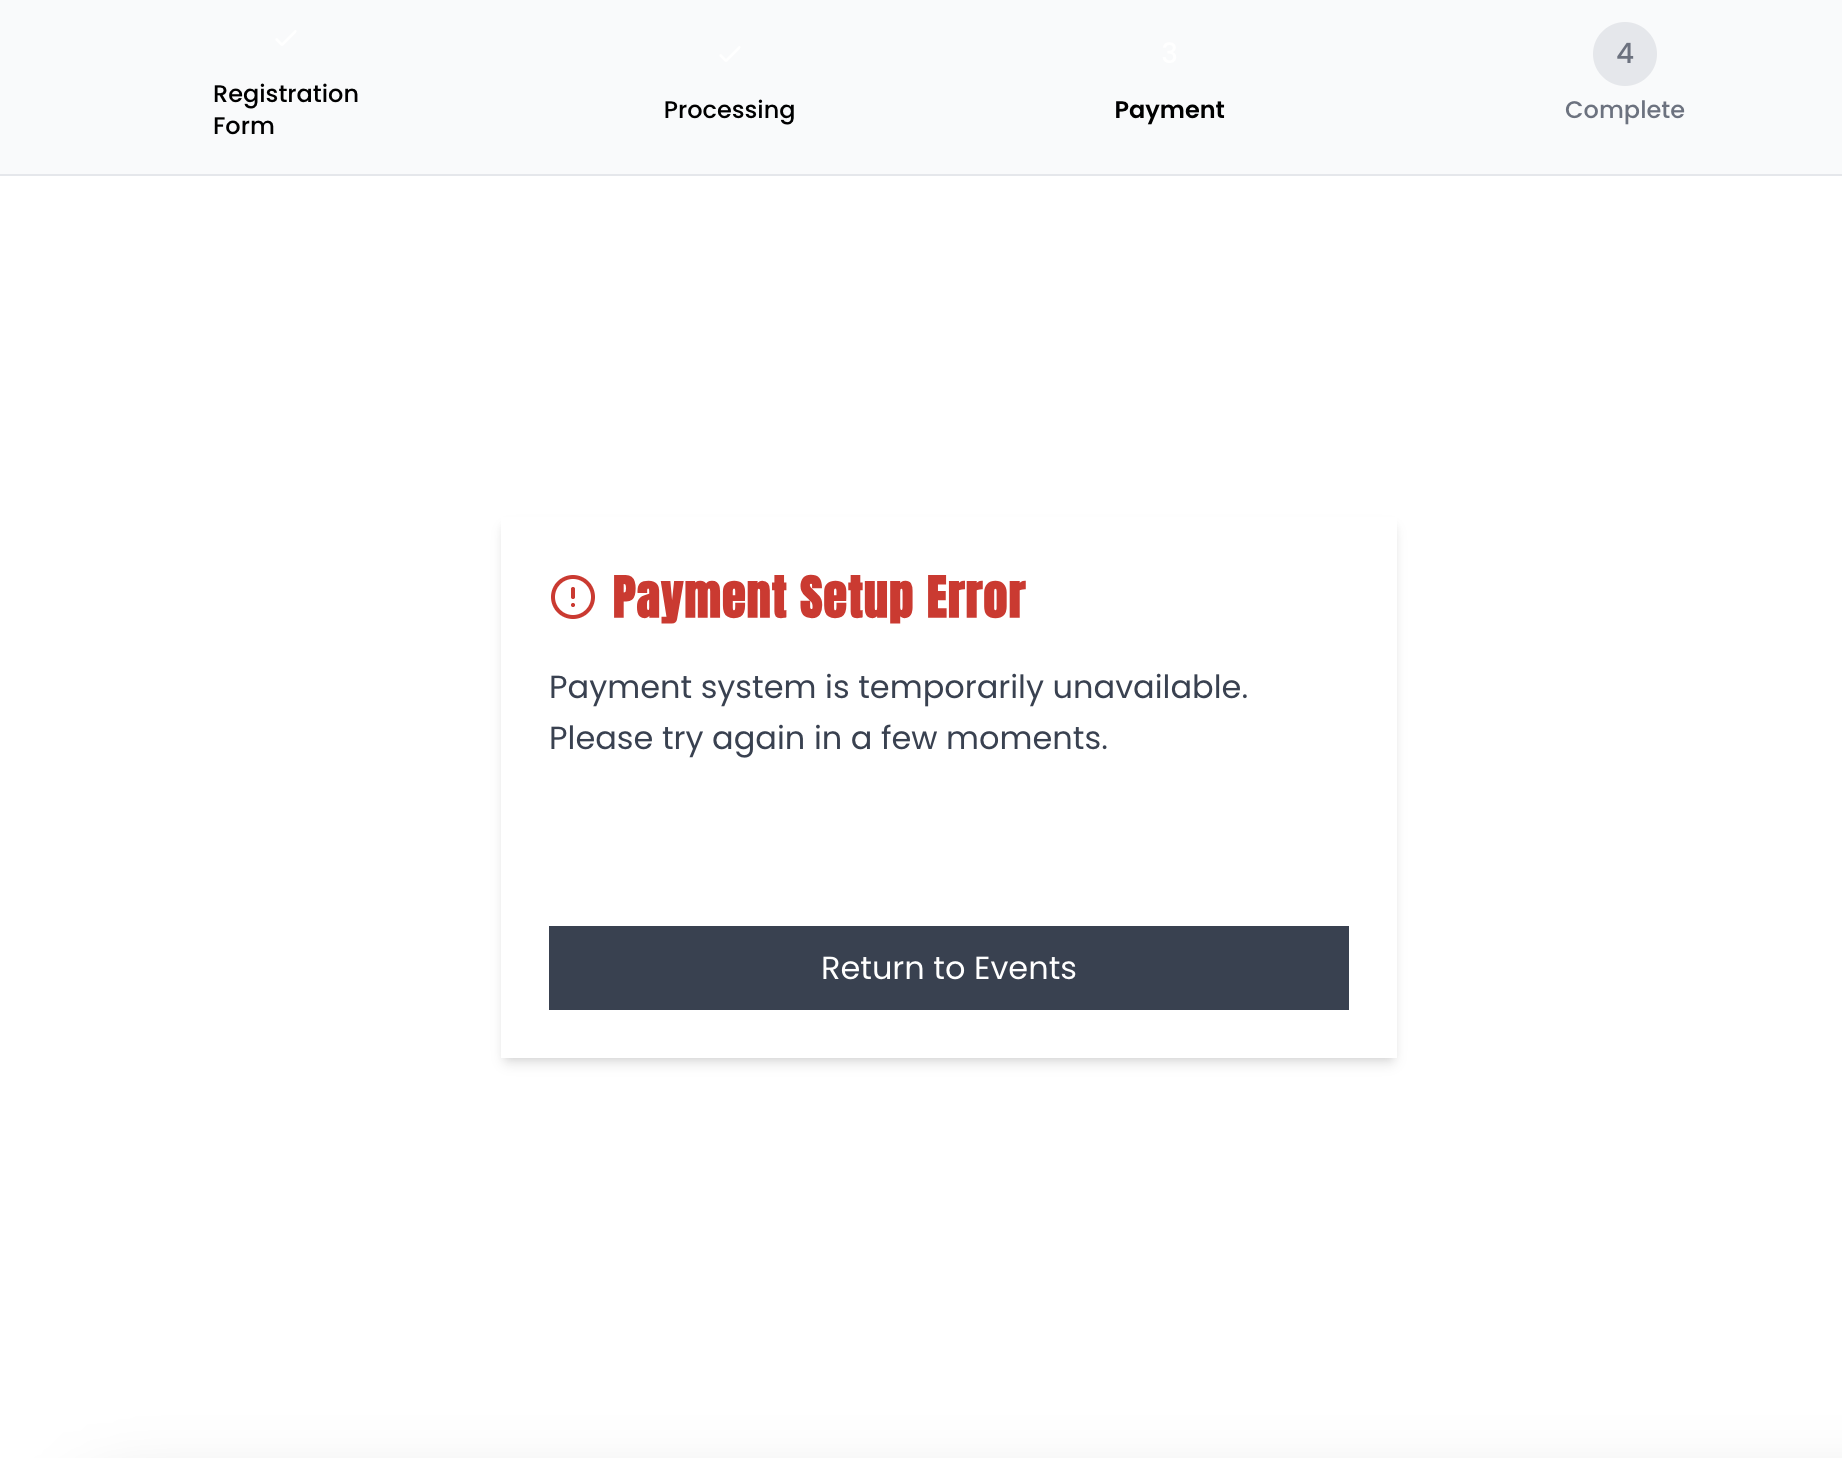 Registration
Form
Processing
3
Payment
4
Complete
Payment Setup Error
Payment system is temporarily unavailable.
Please try again in a few moments.
Return to Events